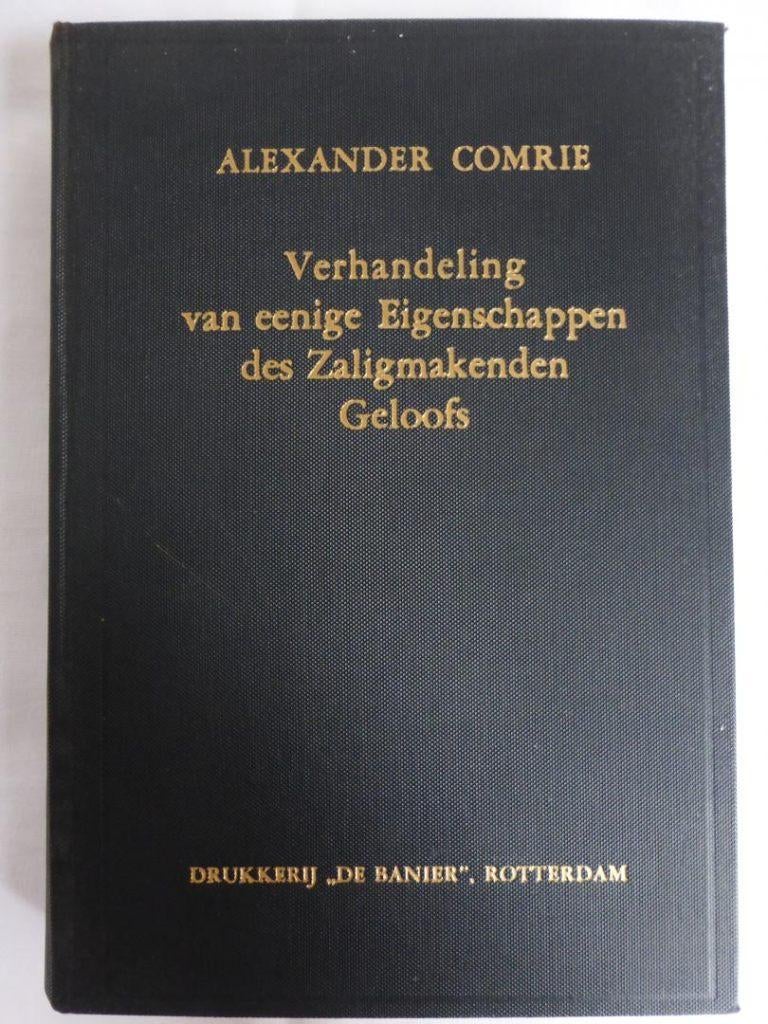 ALEXANDER COMRIE
Verhandeling
van eenige Eigenschappen
des Zaligmakenden
Geloofs
DRUKKERIJ „DE BANIER”, ROTTERDAM